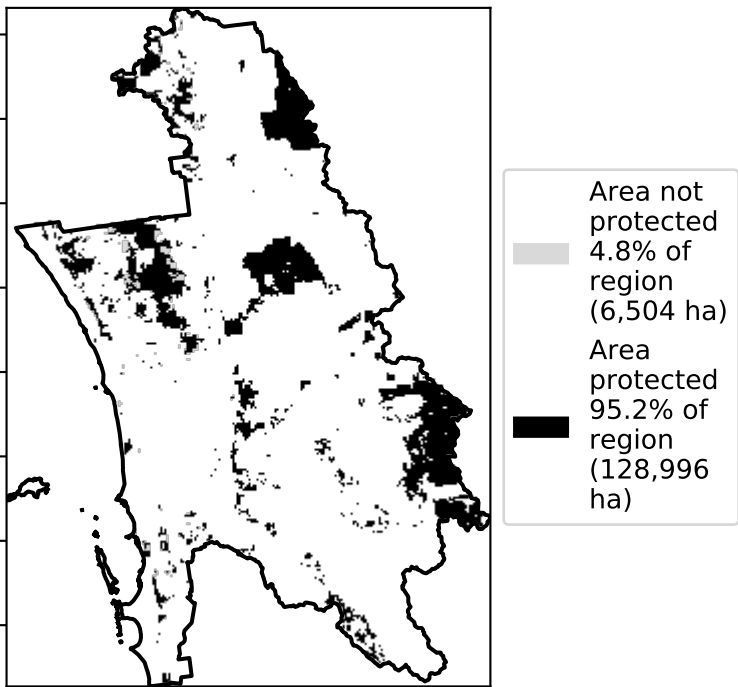 Area not
protected
4.8% of
region
(6,504 ha)
Area
protected
95.2% of
region
(128,996
ha)